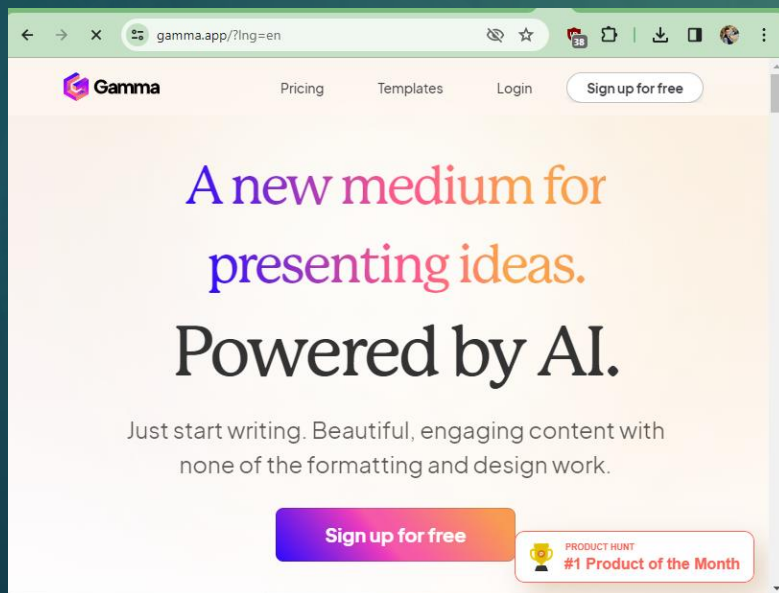 gamma.app/?lng=en
38
Gamma
Pricing
Templates
Login
Sign up for free
A new medium for
presenting ideas.
Powered by AI.
Just start writing. Beautiful, engaging content with
none of the formatting and design work.
Sign up for free
PRODUCT HUNT
#1 Product of the Month